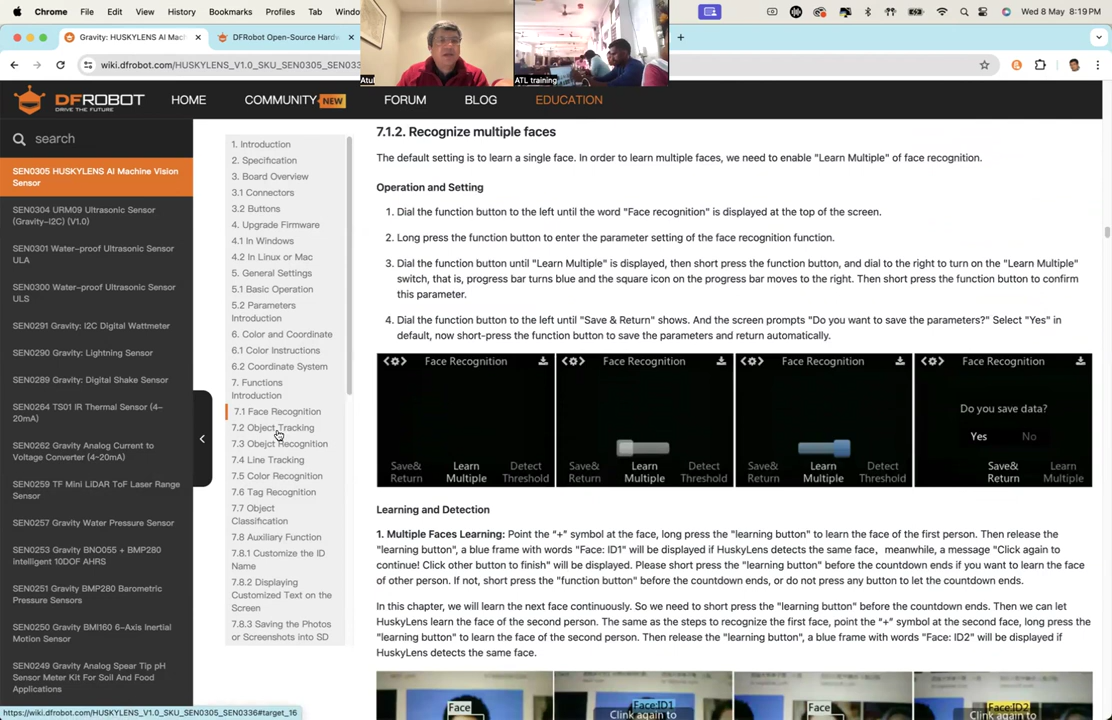 Chrome File Edit View History Bookmarks Profiles Tab Windo
Wed 8 May 8:19 PM
Gravity: HUSKYLENS AI Mac
DFRobot Open-Source Hardw
wiki.dfrobot.com/HUSKYLENS_V1.0_SKU_SEN0305_SEN033
Atul
ATL training
DFROBOT
DRIVE THE FUTURE
HOME
COMMUNITY NEW
FORUM
BLOG
EDUCATION
search
SEN0305 HUSKYLENS AI Machine Vision
Sensor
SEN0304 URM09 Ultrasonic Sensor
(Gravity-I2C) (V1.0)
SEN0301 Water-proof Ultrasonic Sensor
ULA
SEN0300 Water-proof Ultrasonic Sensor
ULS
SEN0291 Gravity: I2C Digital Wattmeter
SEN0290 Gravity: Lightning Sensor
SEN0289 Gravity: Digital Shake Sensor
SEN0264 TS01 IR Thermal Sensor (4-
20mA)
SEN0262 Gravity Analog Current to
Voltage Converter (4~20mA)
SEN0259 TF Mini LiDAR ToF Laser Range
Sensor
SEN0257 Gravity Water Pressure Sensor
SEN0253 Gravity BNO055 + BMP280
Intelligent 10DOF AHRS
SEN0251 Gravity BMP280 Barometric
Pressure Sensors
SEN0250 Gravity BMI160 6-Axis Inertial
Motion Sensor
SEN0249 Gravity Analog Spear Tip pH
Sensor Meter Kit For Soil And Food
Applications
https://wiki.dfrobot.com/HUSKYLENS_V1.0_SKU_SEN0305_SEN0336#target_16
1. Introduction
2. Specification
3. Board Overview
3.1 Connectors
3.2 Buttons
4. Upgrade Firmware
4.1 In Windows
4.2 In Linux or Mac
5. General Settings
5.1 Basic Operation
5.2 Parameters
Introduction
6. Color and Coordinate
6.1 Color Instructions
6.2 Coordinate System
7. Functions
Introduction
7.1 Face Recognition
7.2 Object Tracking
7.3 Obejct Recognition
7.4 Line Tracking
7.5 Color Recognition
7.6 Tag Recognition
7.7 Object
Classification
7.8 Auxiliary Function
7.8.1 Customize the ID
Name
7.8.2 Displaying
Customized Text on the
Screen
7.8.3 Saving the Photos
or Screenshots into SD
7.1.2. Recognize multiple faces
The default setting is to learn a single face. In order to learn multiple faces, we need to enable "Learn Multiple" of face recognition.
Operation and Setting
1. Dial the function button to the left until the word "Face recognition" is displayed at the top of the screen.
2. Long press the function button to enter the parameter setting of the face recognition function.
3. Dial the function button until "Learn Multiple" is displayed, then short press the function button, and dial to the right to turn on the "Learn Multiple"
switch, that is, progress bar turns blue and the square icon on the progress bar moves to the right. Then short press the function button to confirm
this parameter.
4. Dial the function button to the left until "Save & Return" shows. And the screen prompts "Do you want to save the parameters?" Select "Yes" in
default, now short-press the function button to save the parameters and return automatically.
Face Recognition
Save& Return
Learn Multiple
Detect Threshold
Face Recognition
Save& Return
Learn Multiple
Detect Threshold
Face Recognition
Save& Return
Learn Multiple
Detect Threshold
Face Recognition
Do you save data?
Yes No
Save& Return
Learn Multiple
Learning and Detection
1. Multiple Faces Learning: Point the "+" symbol at the face, long press the "learning button" to learn the face of the first person. Then release the
"learning button", a blue frame with words "Face: ID1" will be displayed if HuskyLens detects the same face，meanwhile, a message "Click again to
continue! Click other button to finish" will be displayed. Please short press the "learning button" before the countdown ends if you want to learn the face
of other person. If not, short press the "function button" before the countdown ends, or do not press any button to let the countdown ends.
In this chapter, we will learn the next face continuously. So we need to short press the "learning button" before the countdown ends. Then we can let
HuskyLens learn the face of the second person. The same as the steps to recognize the first face, point the "+" symbol at the second face, long press the
"learning button" to learn the face of the second person. Then release the "learning button", a blue frame with words "Face: ID2" will be displayed if
HuskyLens detects the same face.
Face
Face:ID1
Clink again to
Face
Face:ID2
Clink again to